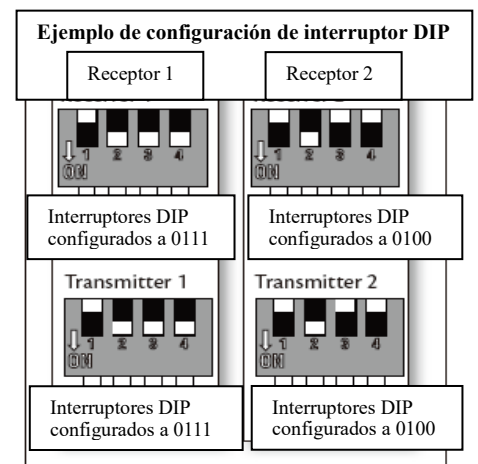 Ejemplo de configuración de interruptor DIP
Receptor 1
Receptor 2
1 2 3 4
ON
1 2 3 4
ON
Interruptores DIP
configurados a 0111
Interruptores DIP
configurados a 0100
Transmitter 1
Transmitter 2
1 2 3 4
ON
1 2 3 4
ON
Interruptores DIP
configurados a 0111
Interruptores DIP
configurados a 0100